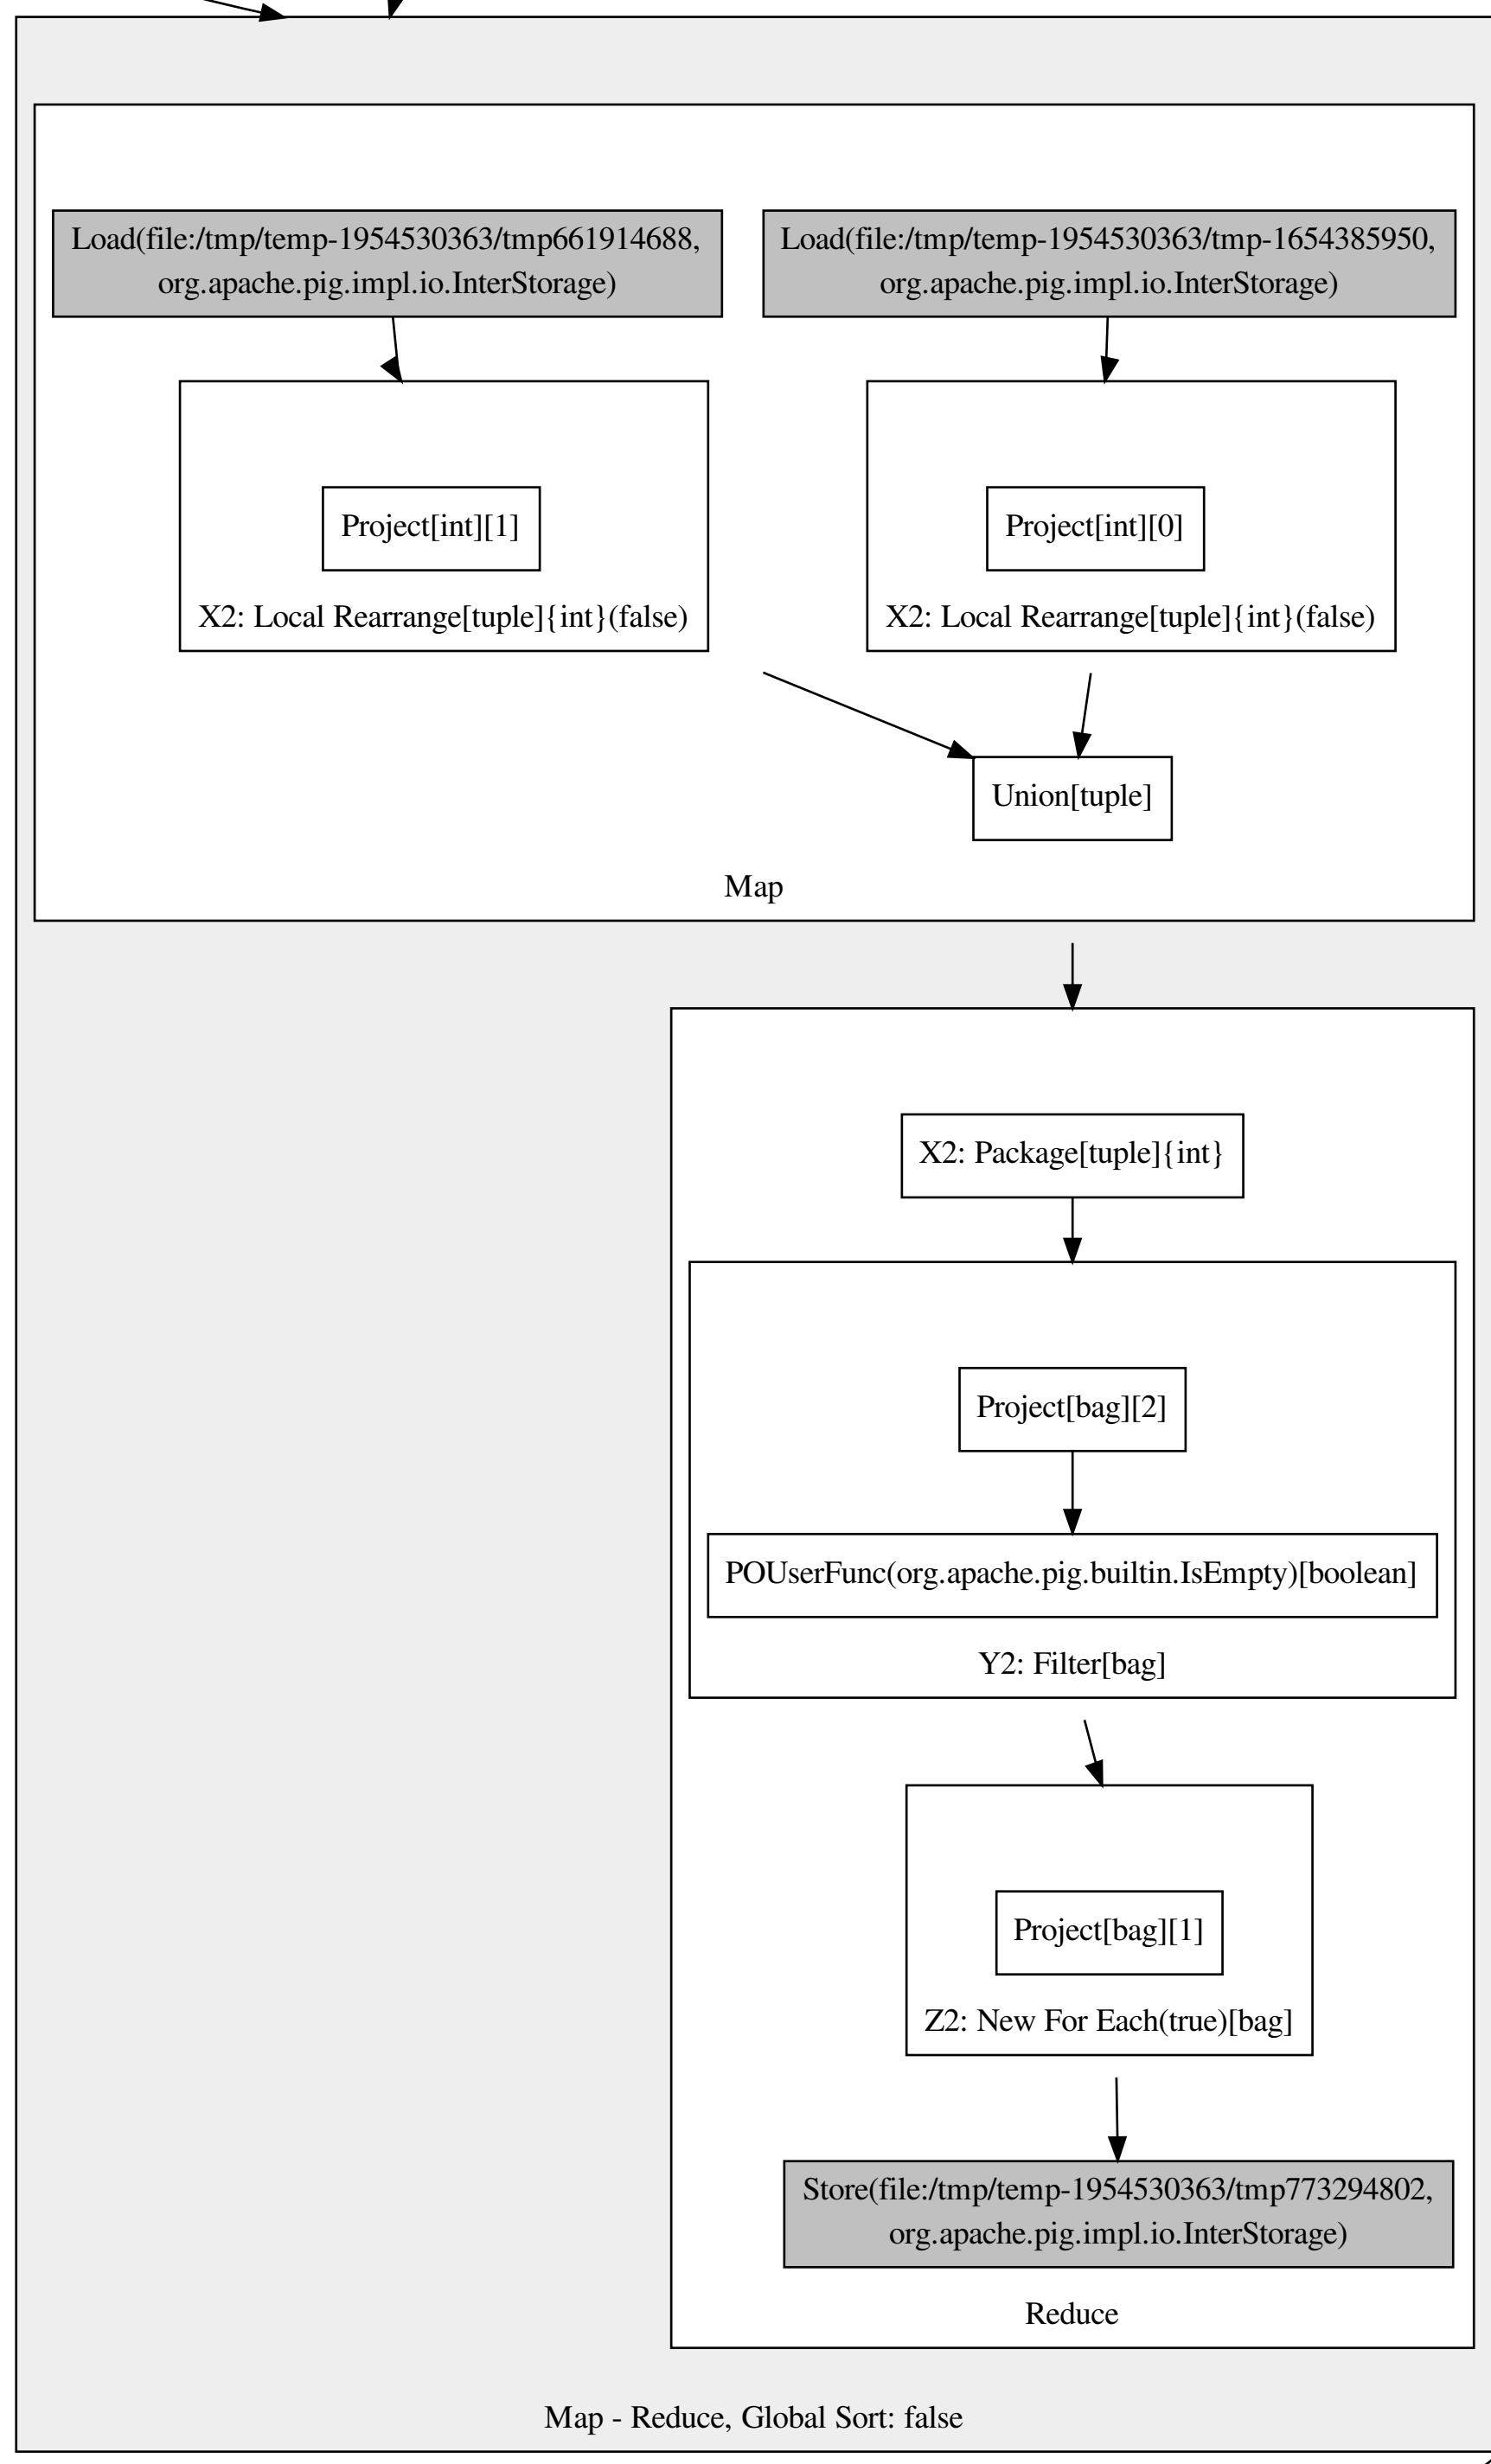 Load(file:/tmp/temp-1954530363/tmp661914688,
org.apache.pig.impl.io.InterStorage)
Load(file:/tmp/temp-1954530363/tmp-1654385950,
org.apache.pig.impl.io.InterStorage)
Project[int][1]
X2: Local Rearrange[tuple]{int}(false)
Project[int][0]
X2: Local Rearrange[tuple]{int}(false)
Union[tuple]
Map
X2: Package[tuple]{int}
Project[bag][2]
POUserFunc(org.apache.pig.builtin.IsEmpty)[boolean]
Y2: Filter[bag]
Project[bag][1]
Z2: New For Each(true)[bag]
Store(file:/tmp/temp-1954530363/tmp773294802,
org.apache.pig.impl.io.InterStorage)
Reduce
Map - Reduce, Global Sort: false